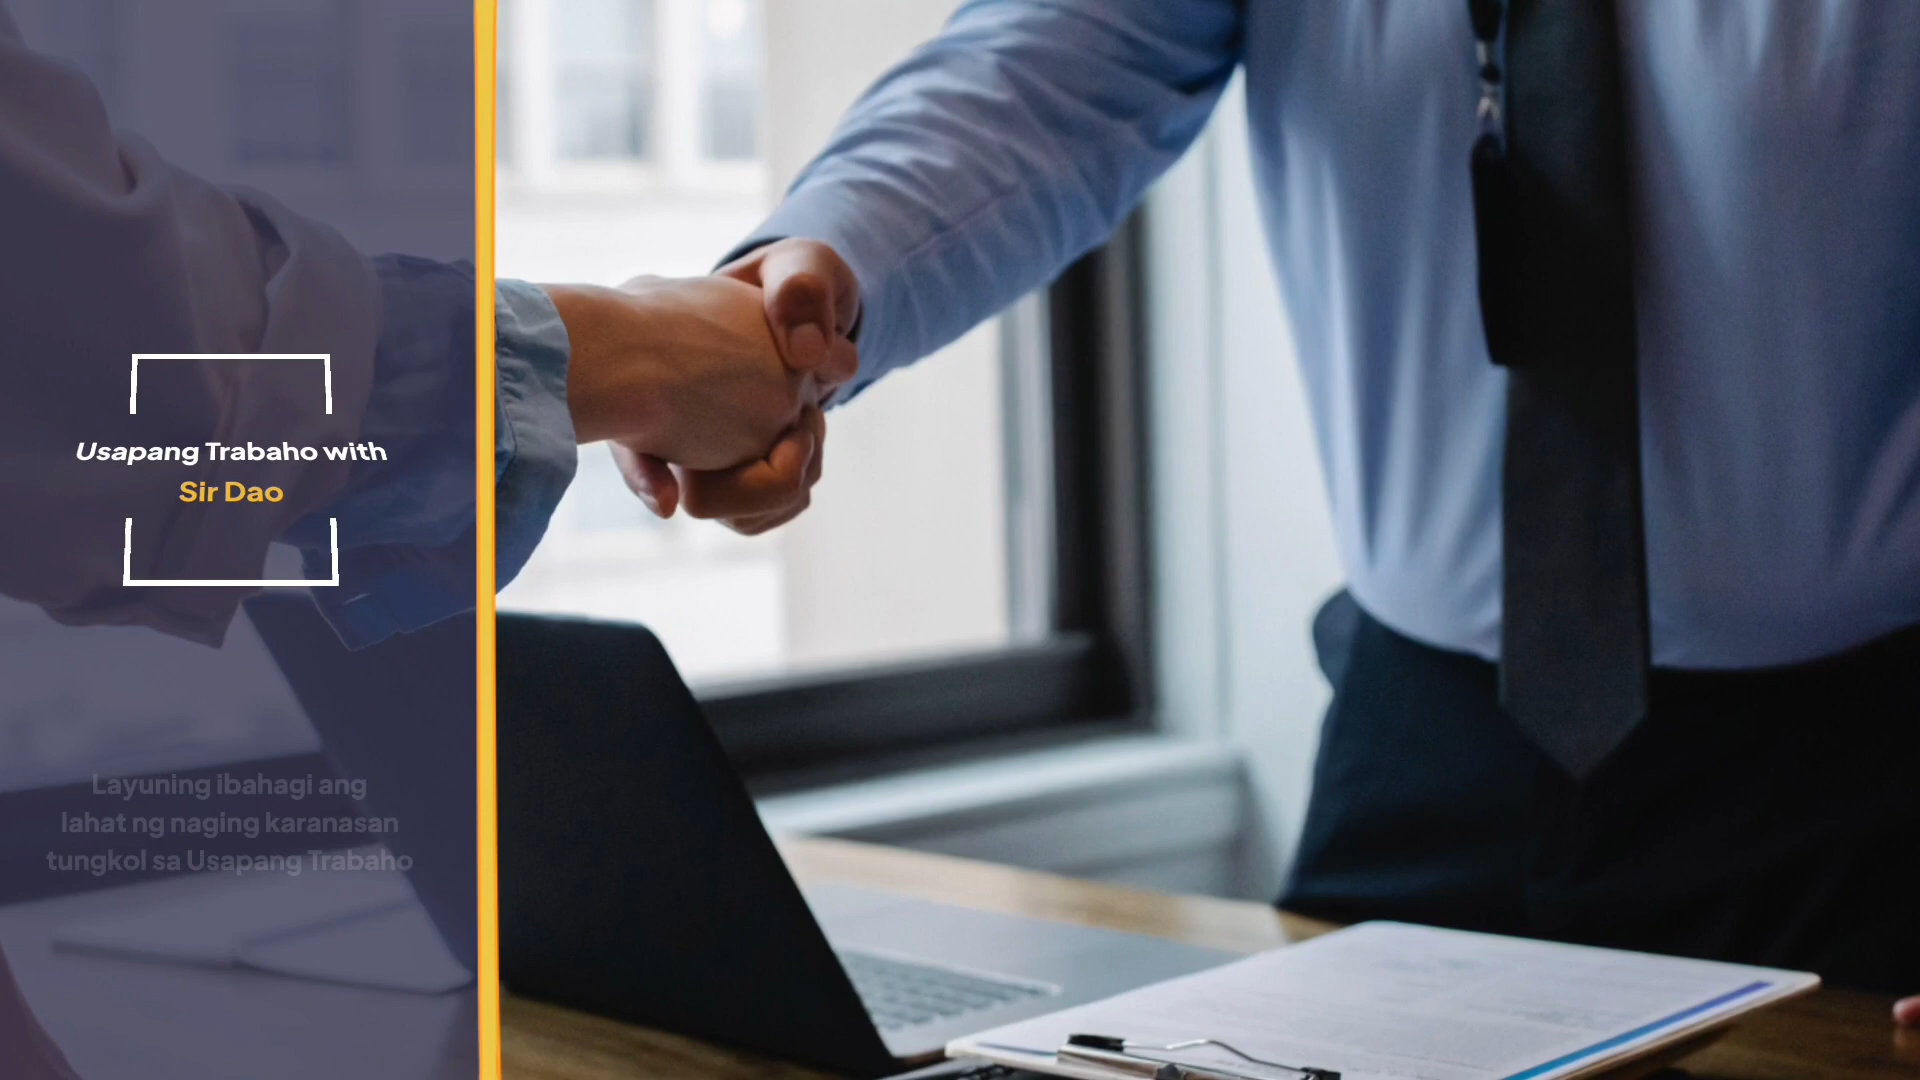 Usapang Trabaho with
Sir Dao
Layuning ibahagi ang
lahat ng naging karanasan
tungkol sa Usapang Trabaho